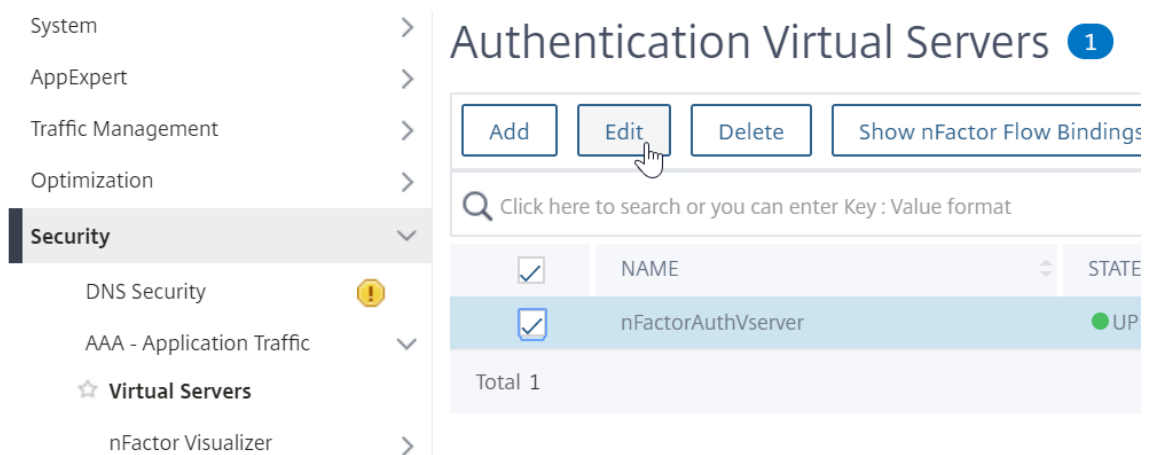 System
AppExpert
Traffic Management
Optimization
Security
DNS Security
AAA - Application Traffic
Virtual Servers
nFactor Visualizer
Authentication Virtual Servers 1
Add Edit Delete Show nFactor Flow Bindings
Click here to search or you can enter Key : Value format
NAME STATE
nFactorAuthVserver UP
Total 1